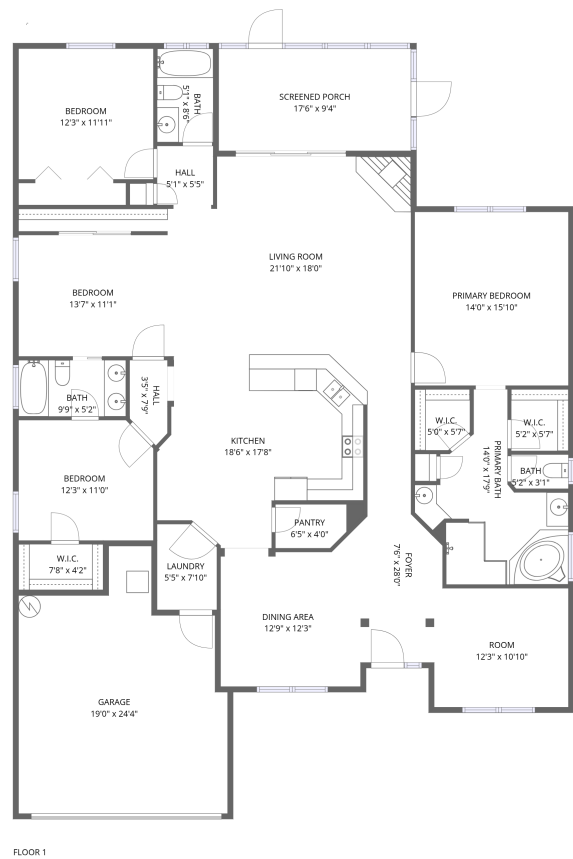 BEDROOM
12'3" x 11'11"
BATH
5'1" x 8'6"
SCREENED PORCH
17'6" x 9'4"
HALL
5'1" x 5'5"
LIVING ROOM
21'10" x 18'0"
BEDROOM
13'7" x 11'1"
PRIMARY BEDROOM
14'0" x 15'10"
BATH
9'9" x 5'2"
HALL
3'5" x 7'9"
W.I.C.
5'0" x 5'7"
W.I.C.
5'2" x 5'7"
KITCHEN
18'6" x 17'8"
PRIMARY BATH
14'0" x 17'9"
BATH
5'2" x 3'1"
BEDROOM
12'3" x 11'0"
PANTRY
6'5" x 4'0"
W.I.C.
7'8" x 4'2"
LAUNDRY
5'5" x 7'10"
FOYER
7'6" x 28'0"
DINING AREA
12'9" x 12'3"
ROOM
12'3" x 10'10"
GARAGE
19'0" x 24'4"
FLOOR 1